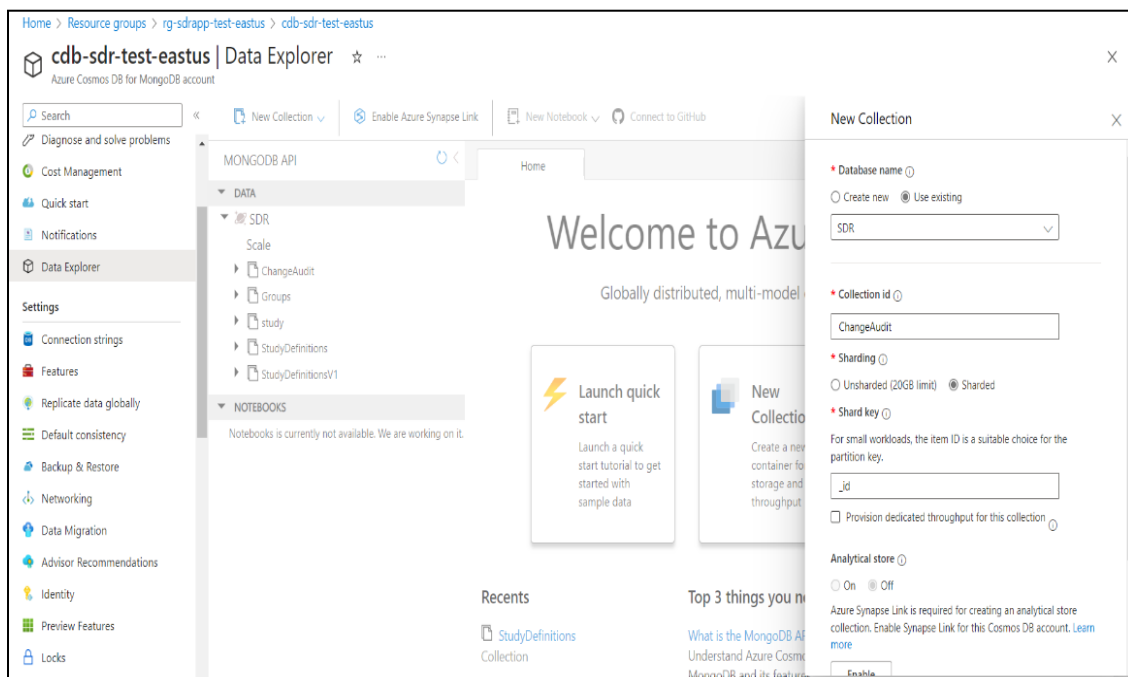 Home > Resource groups > rg-sdrapp-test-eastus > cdb-sdr-test-eastus
cdb-sdr-test-eastus | Data Explorer
Azure Cosmos DB for MongoDB account
Search
Diagnose and solve problems
Cost Management
Quick start
Notifications
Data Explorer
Settings
Connection strings
Features
Replicate data globally
Default consistency
Backup & Restore
Networking
Data Migration
Advisor Recommendations
Identity
Preview Features
Locks
New Collection
Enable Azure Synapse Link
New Notebook
Connect to GitHub
MONGODB API
DATA
SDR
Scale
ChangeAudit
Groups
study
StudyDefinitions
StudyDefinitionsV1
NOTEBOOKS
Notebooks is currently not available. We are working on it.
Home
Welcome to Azu
Globally distributed, multi-model
Launch quick
start
Launch a quick
start tutorial to get
started with
sample data
New
Collectio
Create a new
container fo
storage and
throughput
Recents
StudyDefinitions
Collection
Top 3 things you n
What is the MongoDB AP
Understand Azure Cosmo
MongoDB and its feature
New Collection
* Database name
Create new Use existing
SDR
* Collection id
ChangeAudit
* Sharding
Unsharded (20GB limit) Sharded
* Shard key
For small workloads, the item ID is a suitable choice for the
partition key.
_id
Provision dedicated throughput for this collection
Analytical store
On Off
Azure Synapse Link is required for creating an analytical store
collection. Enable Synapse Link for this Cosmos DB account. Learn
more
Enable